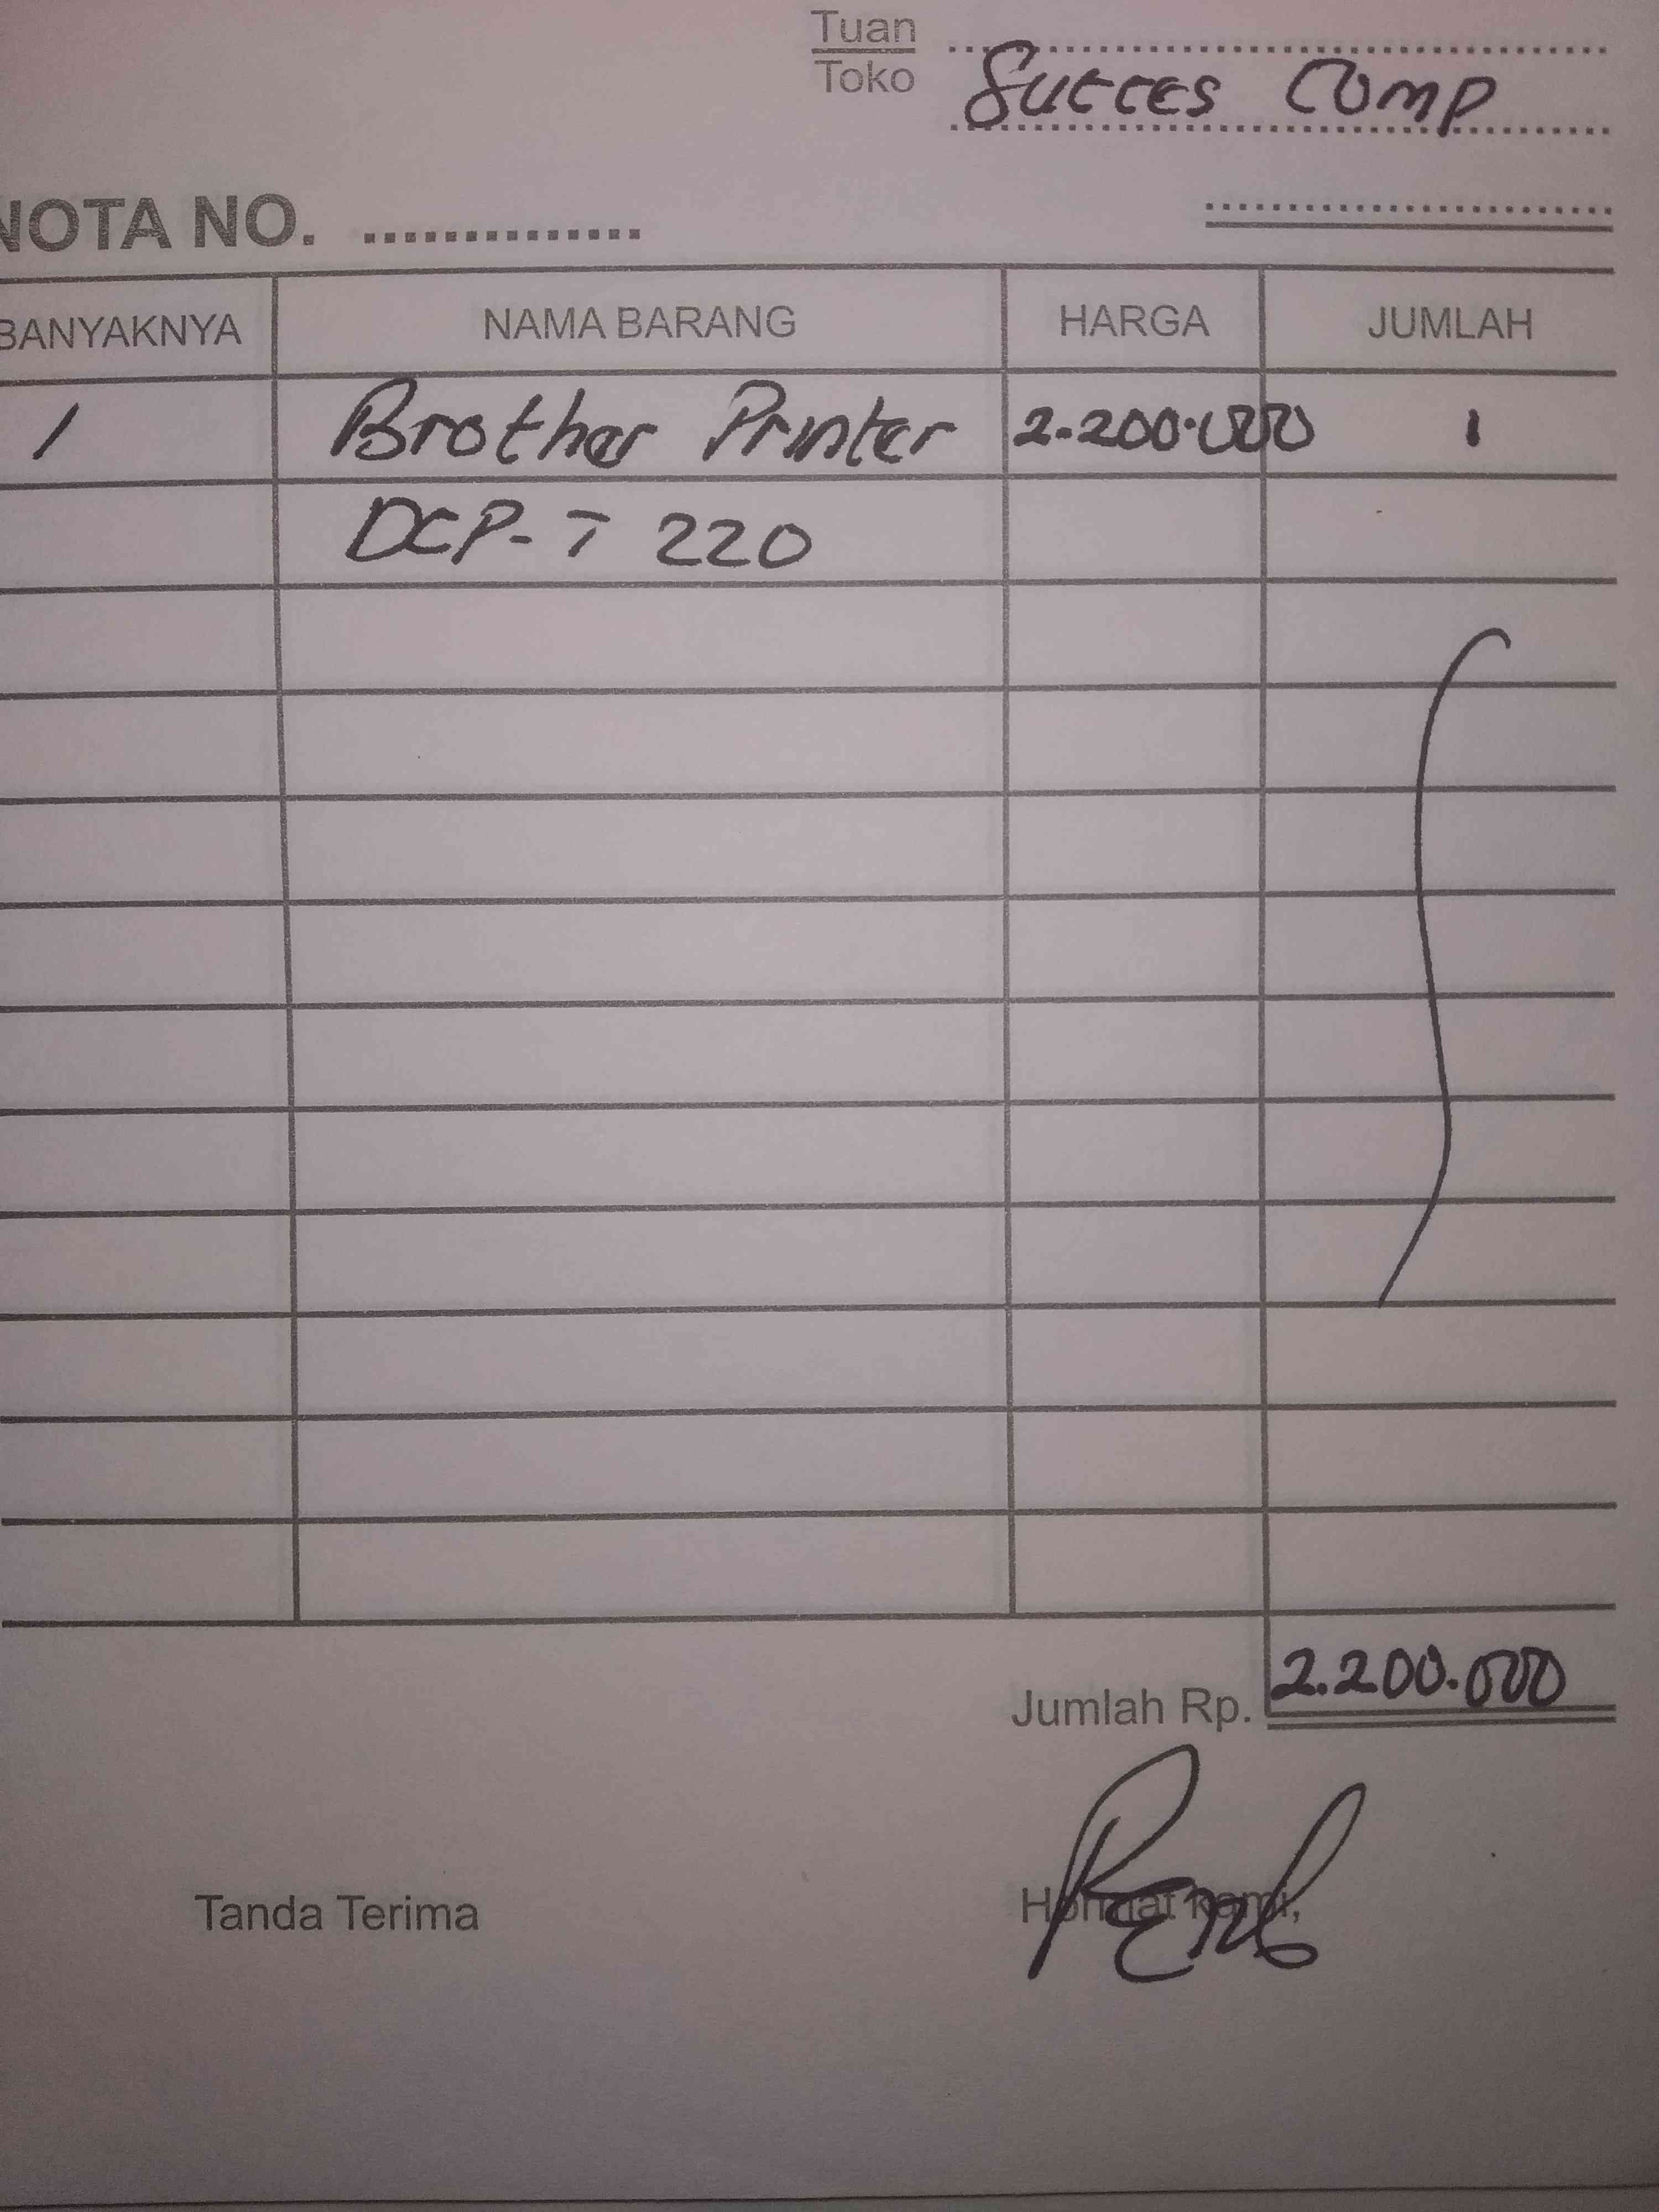 Tuan
Toko Succes Comp
NOTA NO. ...............
BANYAKNYA NAMA BARANG HARGA JUMLAH
1 Brother Printer 2.200.000 1
DCP-T 220
Jumlah Rp. 2.200.000
Tanda Terima Hormat kami,